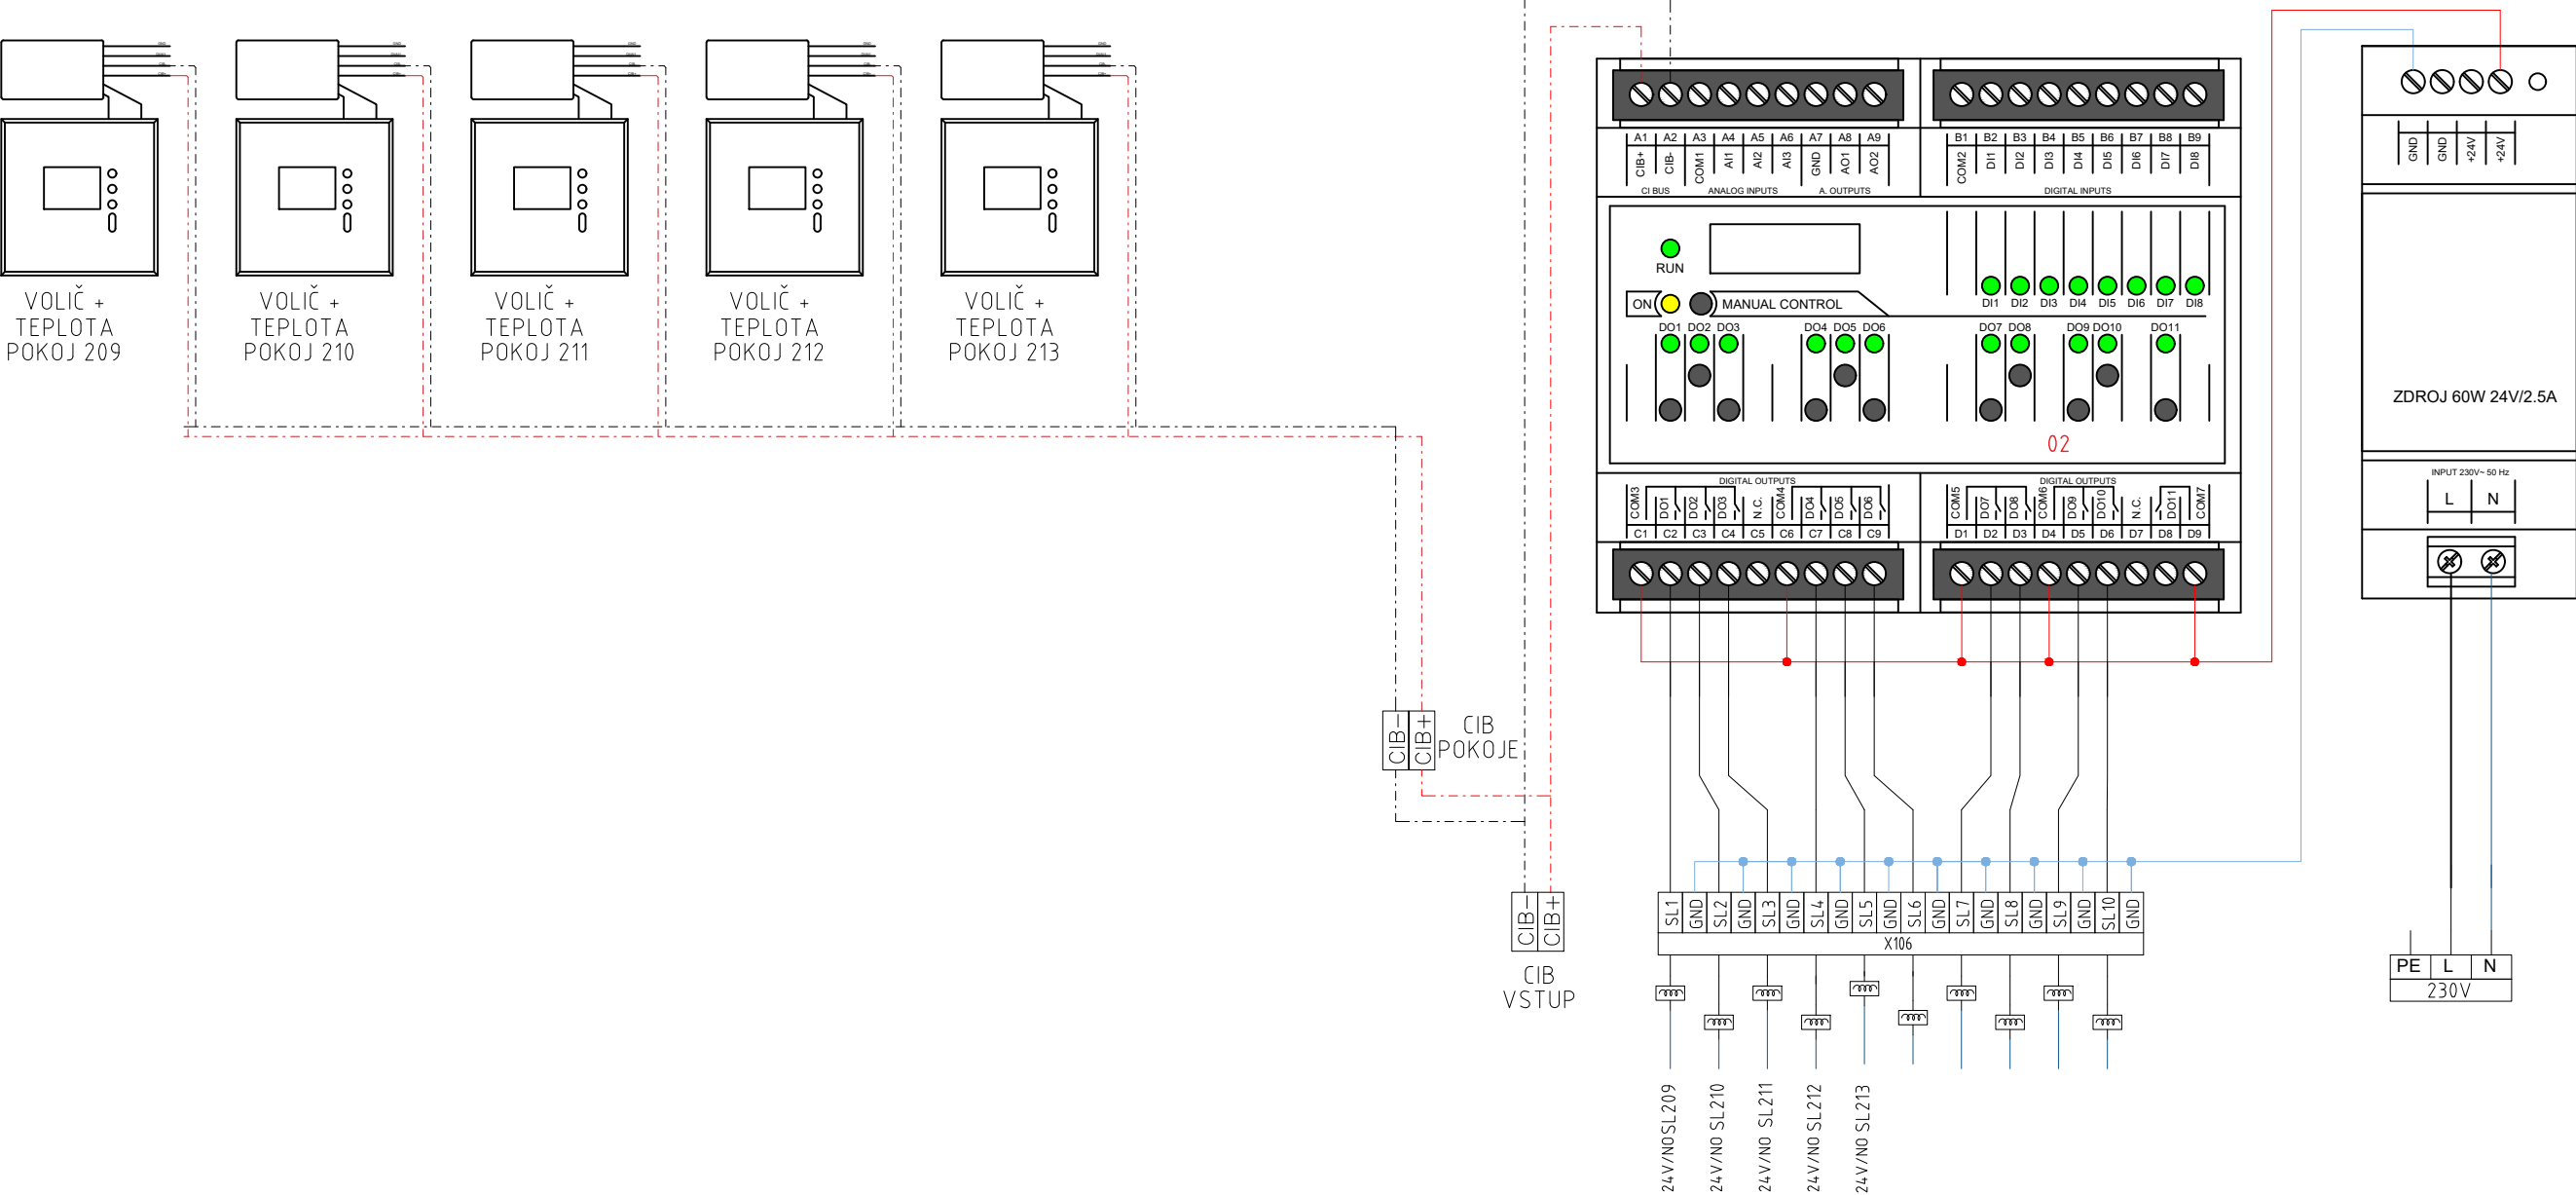 VOLIČ +
TEPLOTA
POKOJ 209
VOLIČ +
TEPLOTA
POKOJ 210
VOLIČ +
TEPLOTA
POKOJ 211
VOLIČ +
TEPLOTA
POKOJ 212
VOLIČ +
TEPLOTA
POKOJ 213
A1 A2 A3 A4 A5 A6 A7 A8 A9
CIB+ CIB- COM1 AI1 AI2 AI3 GND AO1 AO2
CI BUS ANALOG INPUTS A. OUTPUTS
B1 B2 B3 B4 B5 B6 B7 B8 B9
COM2 DI1 DI2 DI3 DI4 DI5 DI6 DI7 DI8
DIGITAL INPUTS
RUN
ON MANUAL CONTROL
DI1 DI2 DI3 DI4 DI5 DI6 DI7 DI8
DO1 DO2 DO3 DO4 DO5 DO6 DO7 DO8 DO9 DO10 DO11
02
DIGITAL OUTPUTS
COM3 DO1 DO2 DO3 N.C. COM4 DO4 DO5 DO6
C1 C2 C3 C4 C5 C6 C7 C8 C9
DIGITAL OUTPUTS
COM5 DO7 DO8 COM6 DO9 DO10 N.C. DO11 COM7
D1 D2 D3 D4 D5 D6 D7 D8 D9
GND GND +24V +24V
ZDROJ 60W 24V/2.5A
INPUT 230V~ 50 Hz
L N
CIB- CIB+
CIB
POKOJE
CIB- CIB+
CIB
VSTUP
SL1 GND SL2 GND SL3 GND SL4 GND SL5 GND SL6 GND SL7 GND SL8 GND SL9 GND SL10 GND
X106
24V/NO SL209
24V/NO SL210
24V/NO SL211
24V/NO SL212
24V/NO SL213
PE L N
230V